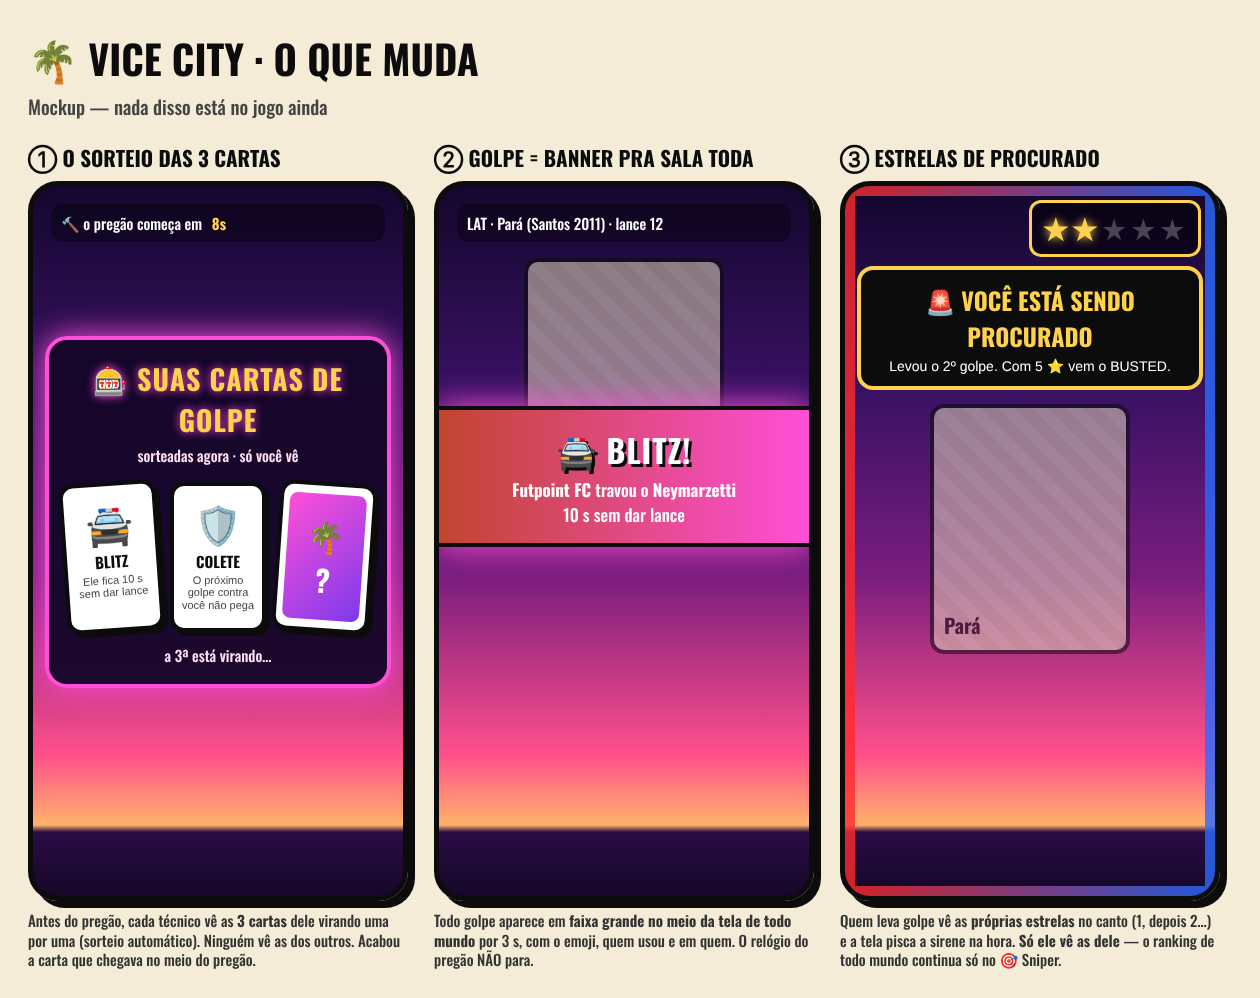 VICE CITY · O QUE MUDA
Mockup — nada disso está no jogo ainda
1 O SORTEIO DAS 3 CARTAS
o pregão começa em 8s
SUAS CARTAS DE
GOLPE
sorteadas agora · só você vê
BLITZ
Ele fica 10 s
sem dar lance
COLETE
O próximo
golpe contra
você não pega
?
a 3ª está virando...
Antes do pregão, cada técnico vê as 3 cartas dele virando uma
por uma (sorteio automático). Ninguém vê as dos outros. Acabou
a carta que chegava no meio do pregão.
2 GOLPE = BANNER PRA SALA TODA
LAT · Pará (Santos 2011) · lance 12
BLITZ!
Futpoint FC travou o Neymarzetti
10 s sem dar lance
Todo golpe aparece em faixa grande no meio da tela de todo
mundo por 3 s, com o emoji, quem usou e em quem. O relógio do
pregão NÃO para.
3 ESTRELAS DE PROCURADO
★★★★★
VOCÊ ESTÁ SENDO
PROCURADO
Levou o 2º golpe. Com 5 ⭐ vem o BUSTED.
Pará
Quem leva golpe vê as próprias estrelas no canto (1, depois 2...)
e a tela pisca a sirene na hora. Só ele vê as dele — o ranking de
todo mundo continua só no 🎯 Sniper.